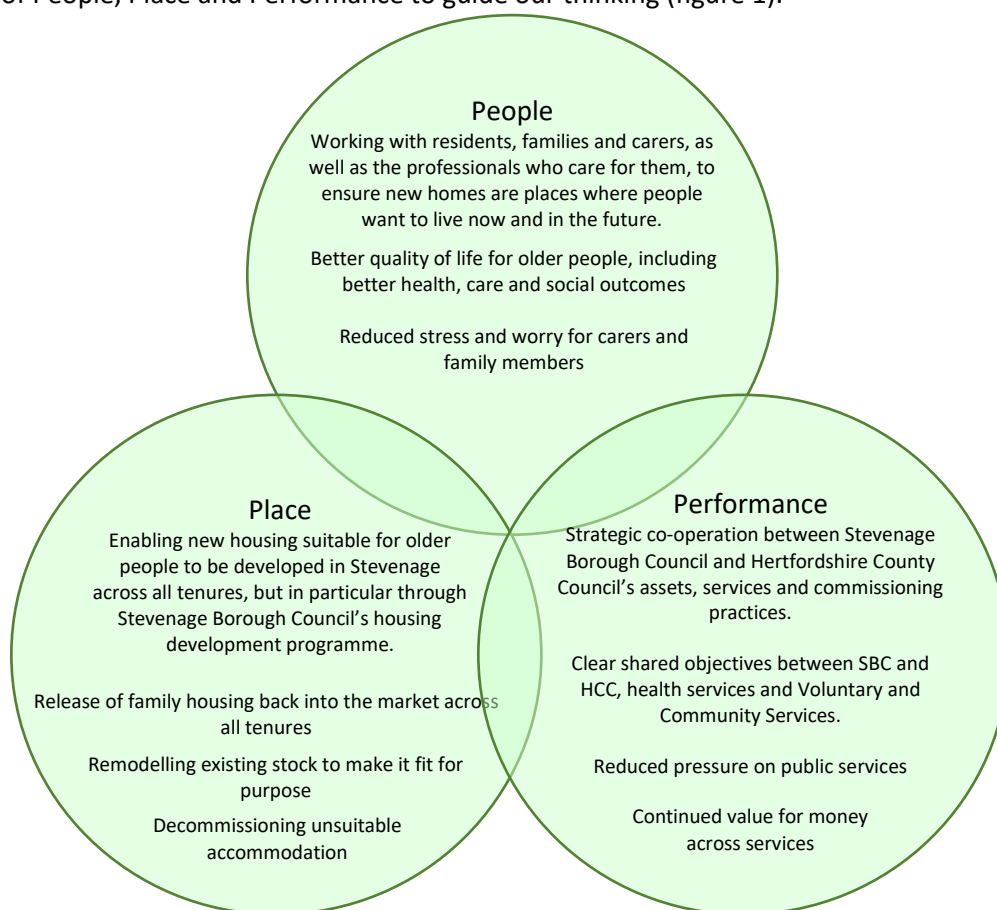 of People, Place and Performance to guide our thinking (figure 1).
People
Working with residents, families and carers, as
well as the professionals who care for them, to
ensure new homes are places where people
want to live now and in the future.
Better quality of life for older people, including
better health, care and social outcomes
Reduced stress and worry for carers and
family members
Place
Enabling new housing suitable for older
people to be developed in Stevenage
across all tenures, but in particular through
Stevenage Borough Council’s housing
development programme.
Release of family housing back into the market across
all tenures
Remodelling existing stock to make it fit for
purpose
Decommissioning unsuitable
accommodation
Performance
Strategic co-operation between Stevenage
Borough Council and Hertfordshire County
Council’s assets, services and commissioning
practices.
Clear shared objectives between SBC and
HCC, health services and Voluntary and
Community Services.
Reduced pressure on public services
Continued value for money
across services